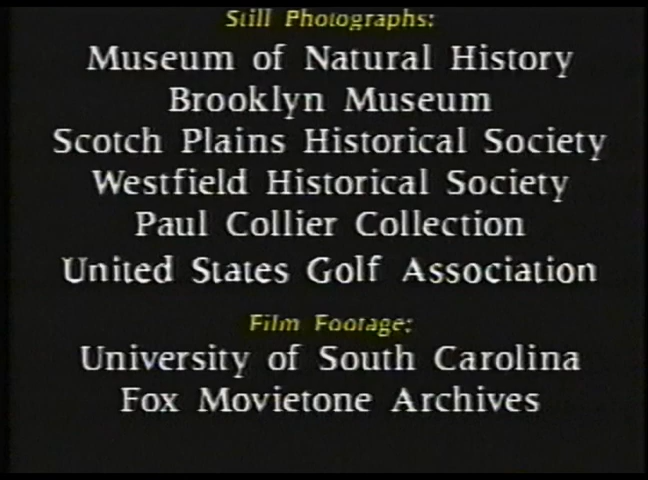 Still Photographs:
Museum of Natural History
Brooklyn Museum
Scotch Plains Historical Society
Westfield Historical Society
Paul Collier Collection
United States Golf Association
Film Footage:
University of South Carolina
Fox Movietone Archives